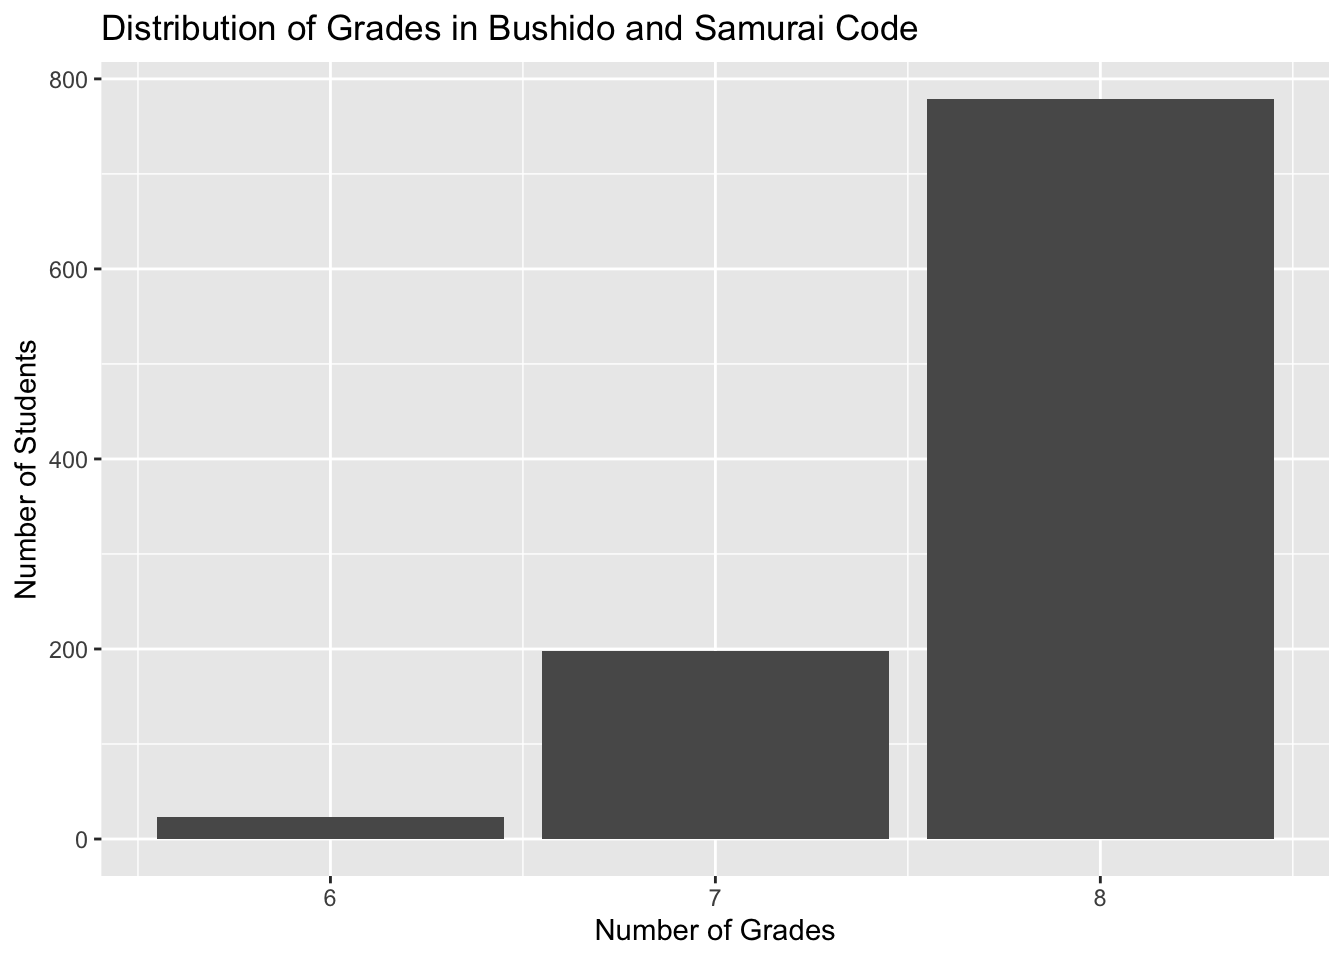 Distribution of Grades in Bushido and Samurai Code
800
600
400
200
0
Number of Students
6
7
8
Number of Grades